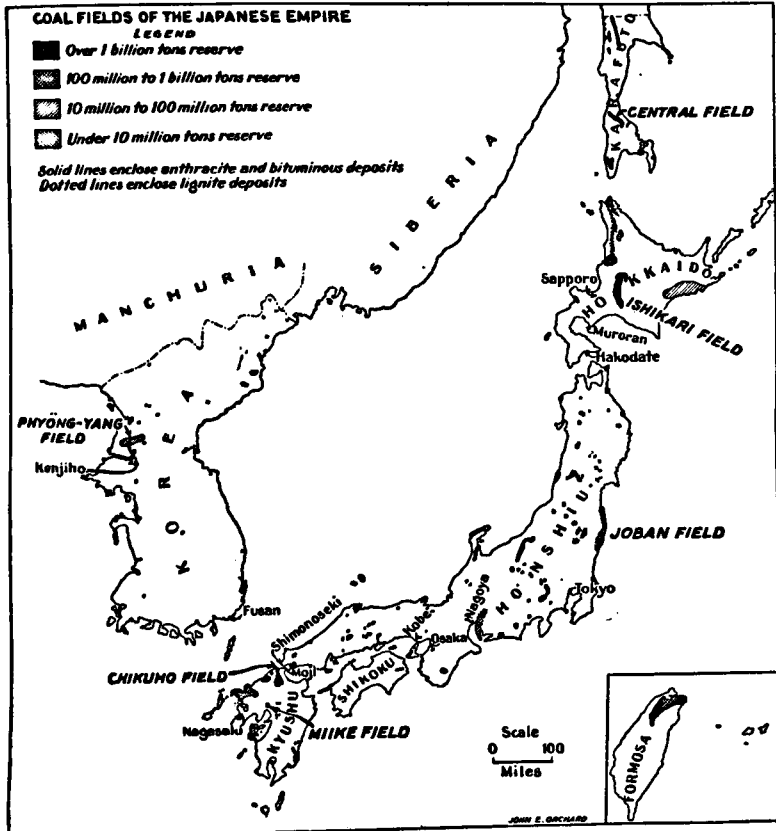 COAL FIELDS OF THE JAPANESE EMPIRE
LEGEND
Over 1 billion tons reserve
100 million to 1 billion tons reserve
10 million to 100 million tons reserve
Under 10 million tons reserve
Solid lines enclose anthracite and bituminous deposits
Dotted lines enclose lignite deposits
KARAFUTO
CENTRAL FIELD
SIBERIA
MANCHURIA
HOKKAIDO
Sapporo
ISHIKARI FIELD
Muroran
Hakodate
KOREA
PHYÖNG-YANG
FIELD
Kenjiho
HONSHIU
JOBAN FIELD
Tokyo
Nagoya
Fusan
Shimonoseki
Kobe
Osaka
CHIKUHO FIELD
Moji
SHIKOKU
KYUSHU
Nagasaki
MIIKE FIELD
Scale
0 100
Miles
FORMOSA
JOHN E. ORCHARD